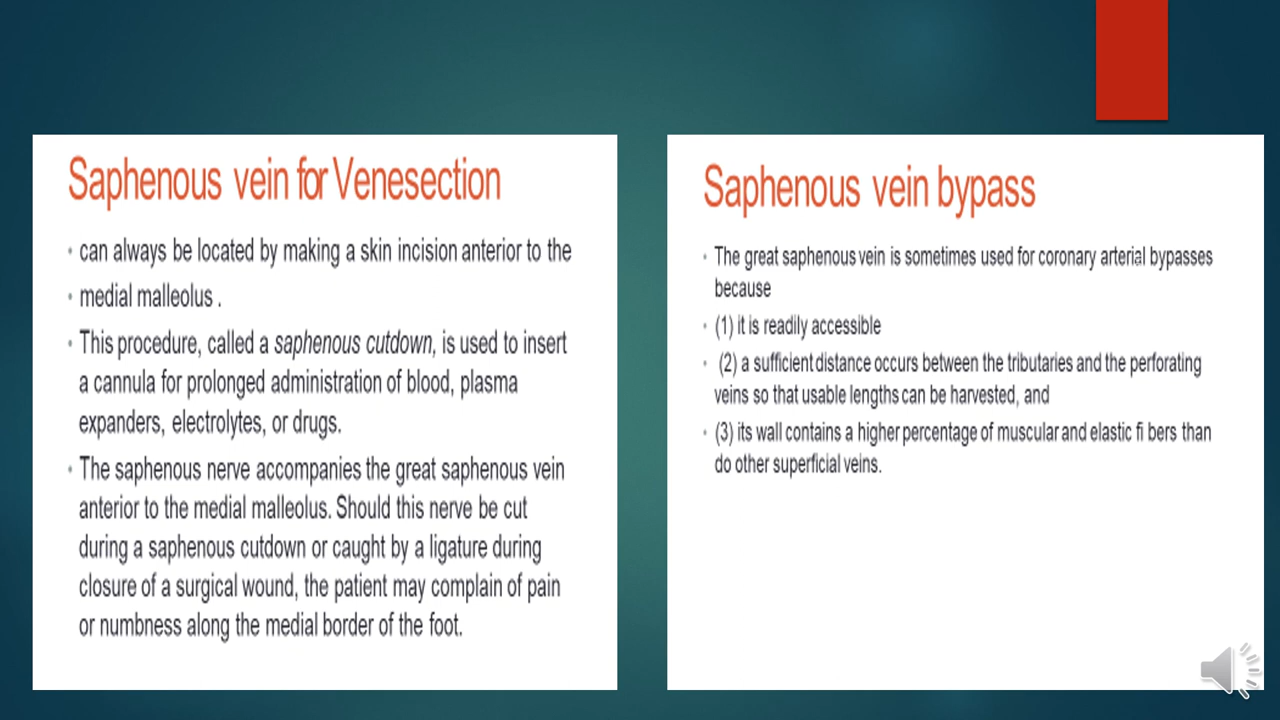 Saphenous vein for Venesection
• can always be located by making a skin incision anterior to the
• medial malleolus .
• This procedure, called a saphenous cutdown, is used to insert
a cannula for prolonged administration of blood, plasma
expanders, electrolytes, or drugs.
• The saphenous nerve accompanies the great saphenous vein
anterior to the medial malleolus. Should this nerve be cut
during a saphenous cutdown or caught by a ligature during
closure of a surgical wound, the patient may complain of pain
or numbness along the medial border of the foot.
Saphenous vein bypass
• The great saphenous vein is sometimes used for coronary arterial bypasses
because
• (1) it is readily accessible
• (2) a sufficient distance occurs between the tributaries and the perforating
veins so that usable lengths can be harvested, and
• (3) its wall contains a higher percentage of muscular and elastic fi bers than
do other superficial veins.